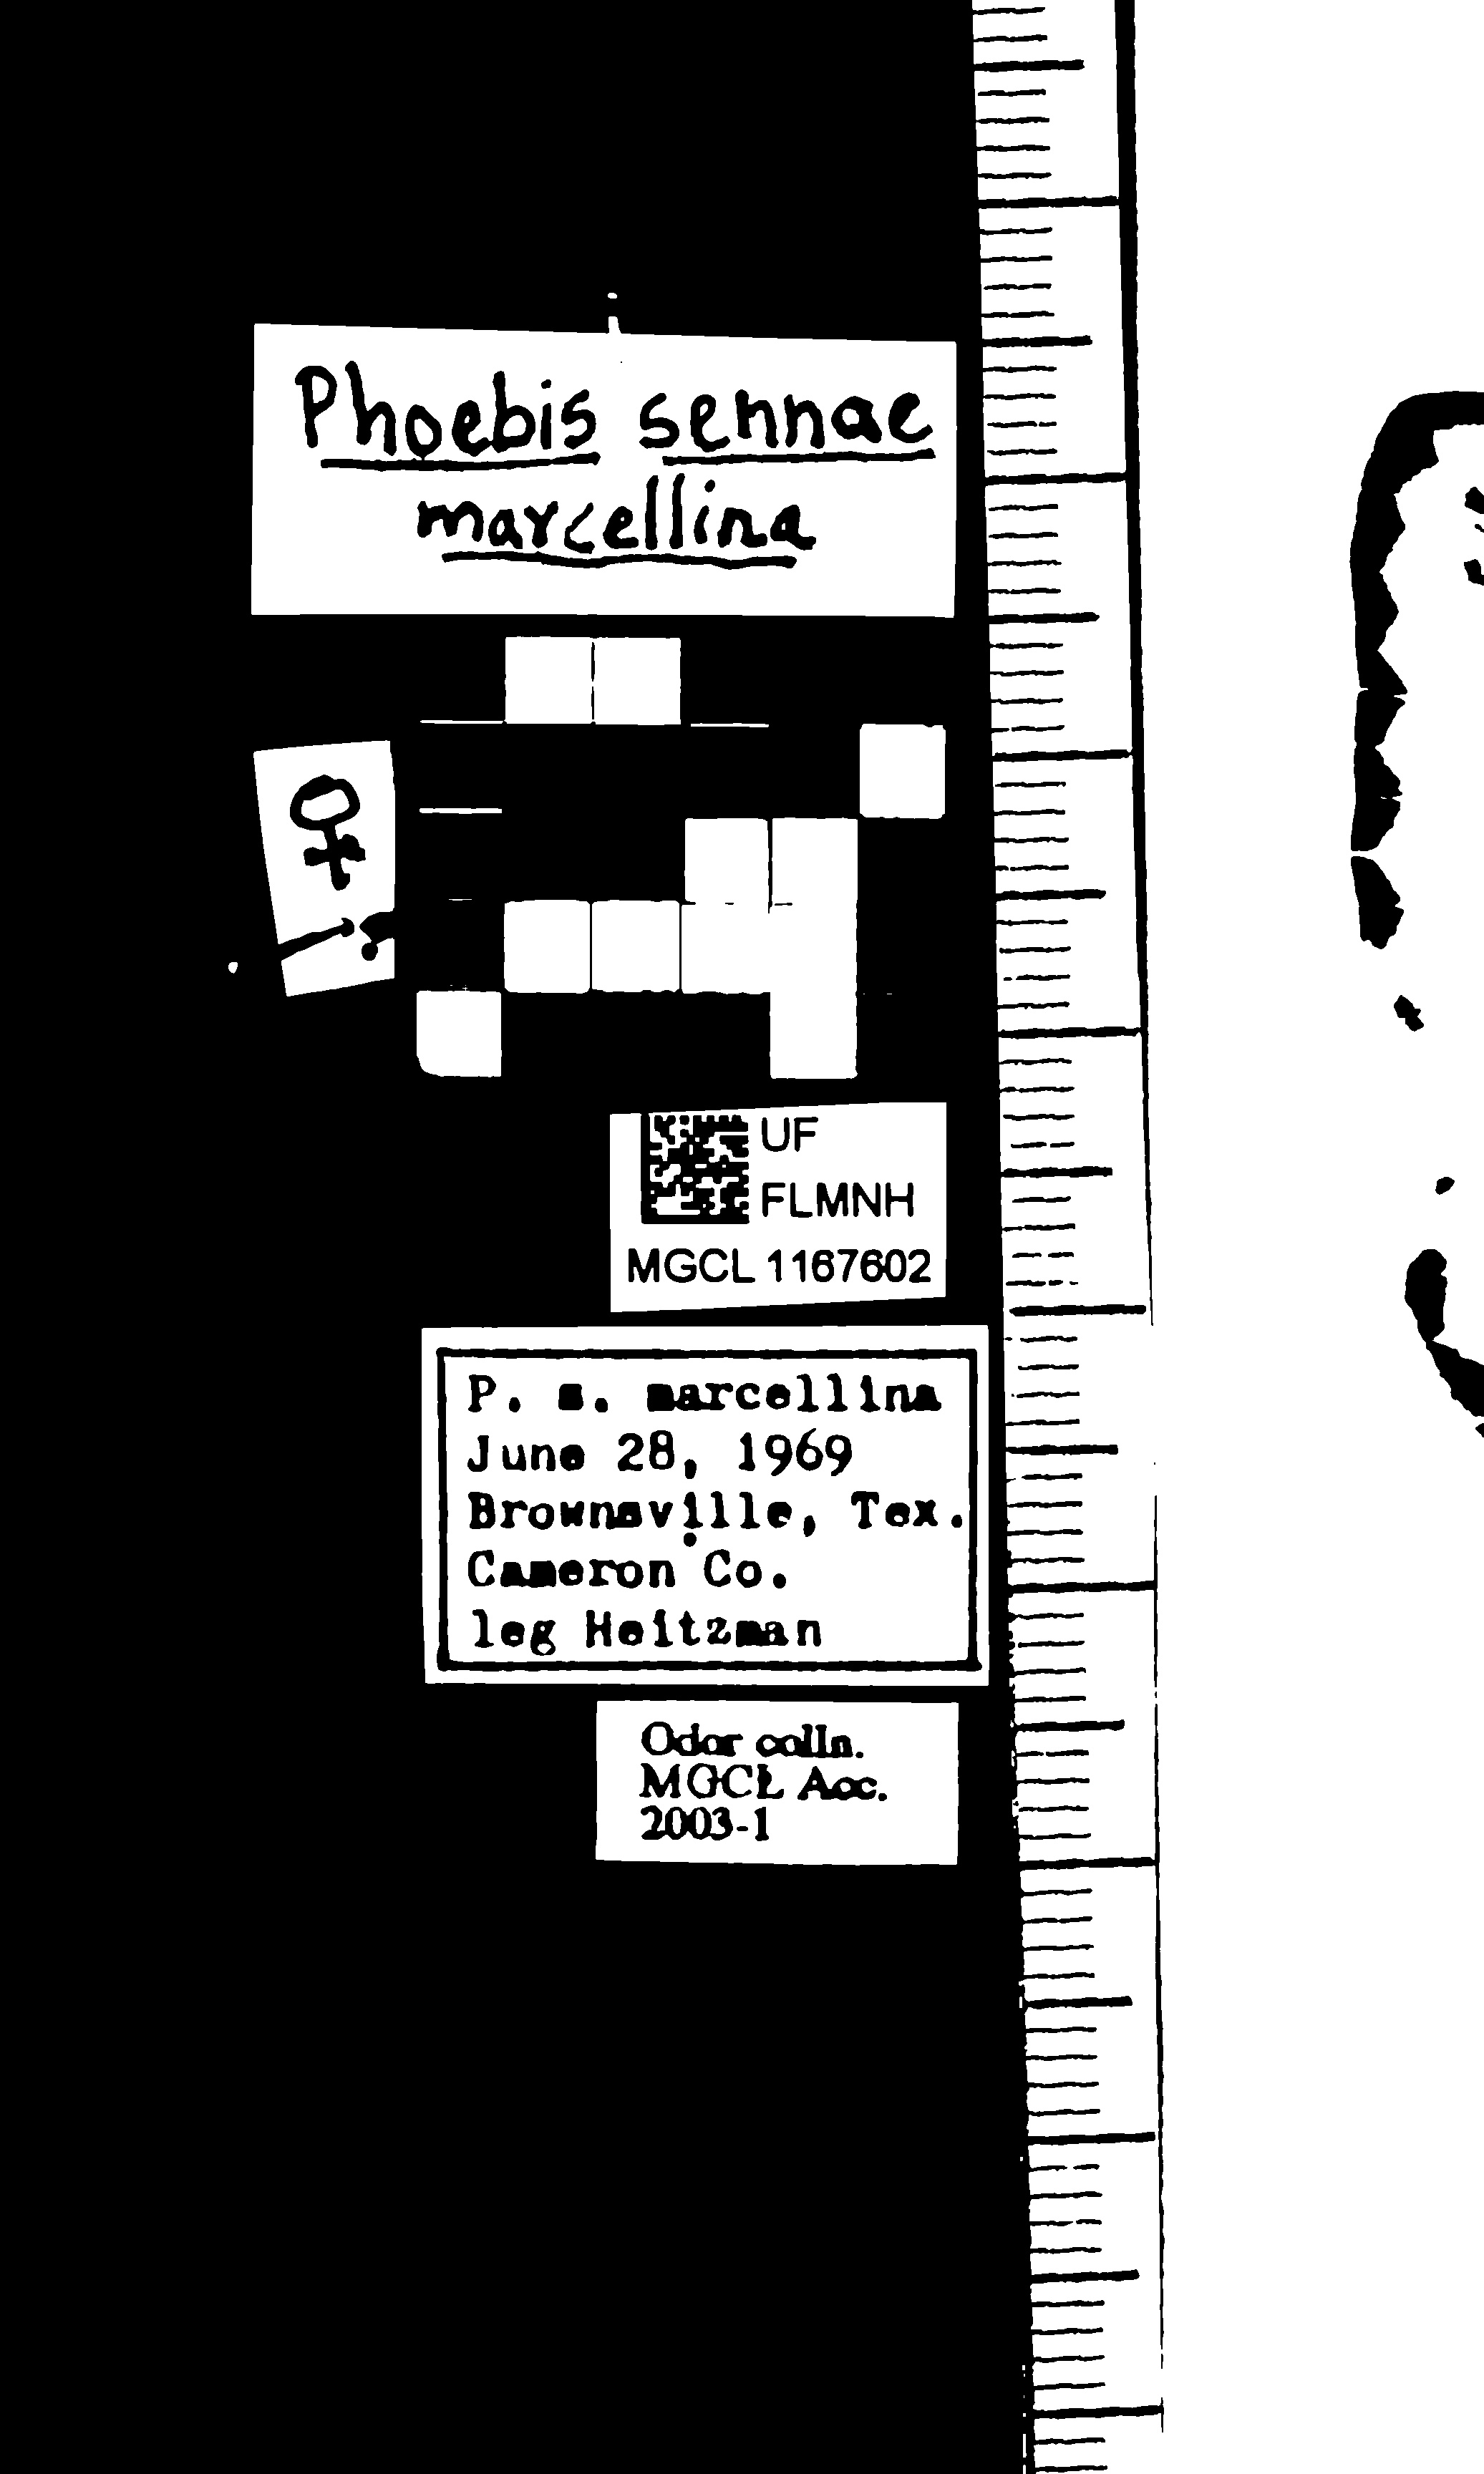 Phoebis sennae
marcellina
♀
UF
FLMNH
MGCL 1167602
P. s. marcellina
June 28, 1969
Brownsville, Tex.
Cameron Co.
leg Heitzman
Odor colln.
MGCL Acc.
2003-1